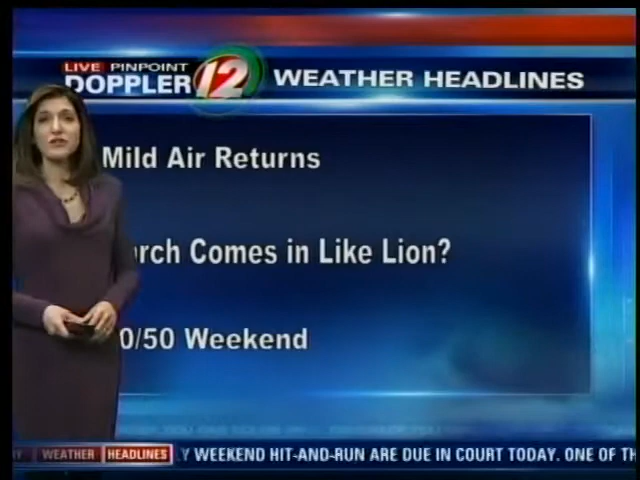 LIVE PINPOINT
DOPPLER 12 WEATHER HEADLINES
Mild Air Returns
arch Comes in Like Lion?
0/50 Weekend
WEATHER HEADLINES Y WEEKEND HIT-AND-RUN ARE DUE IN COURT TODAY. ONE OF TH